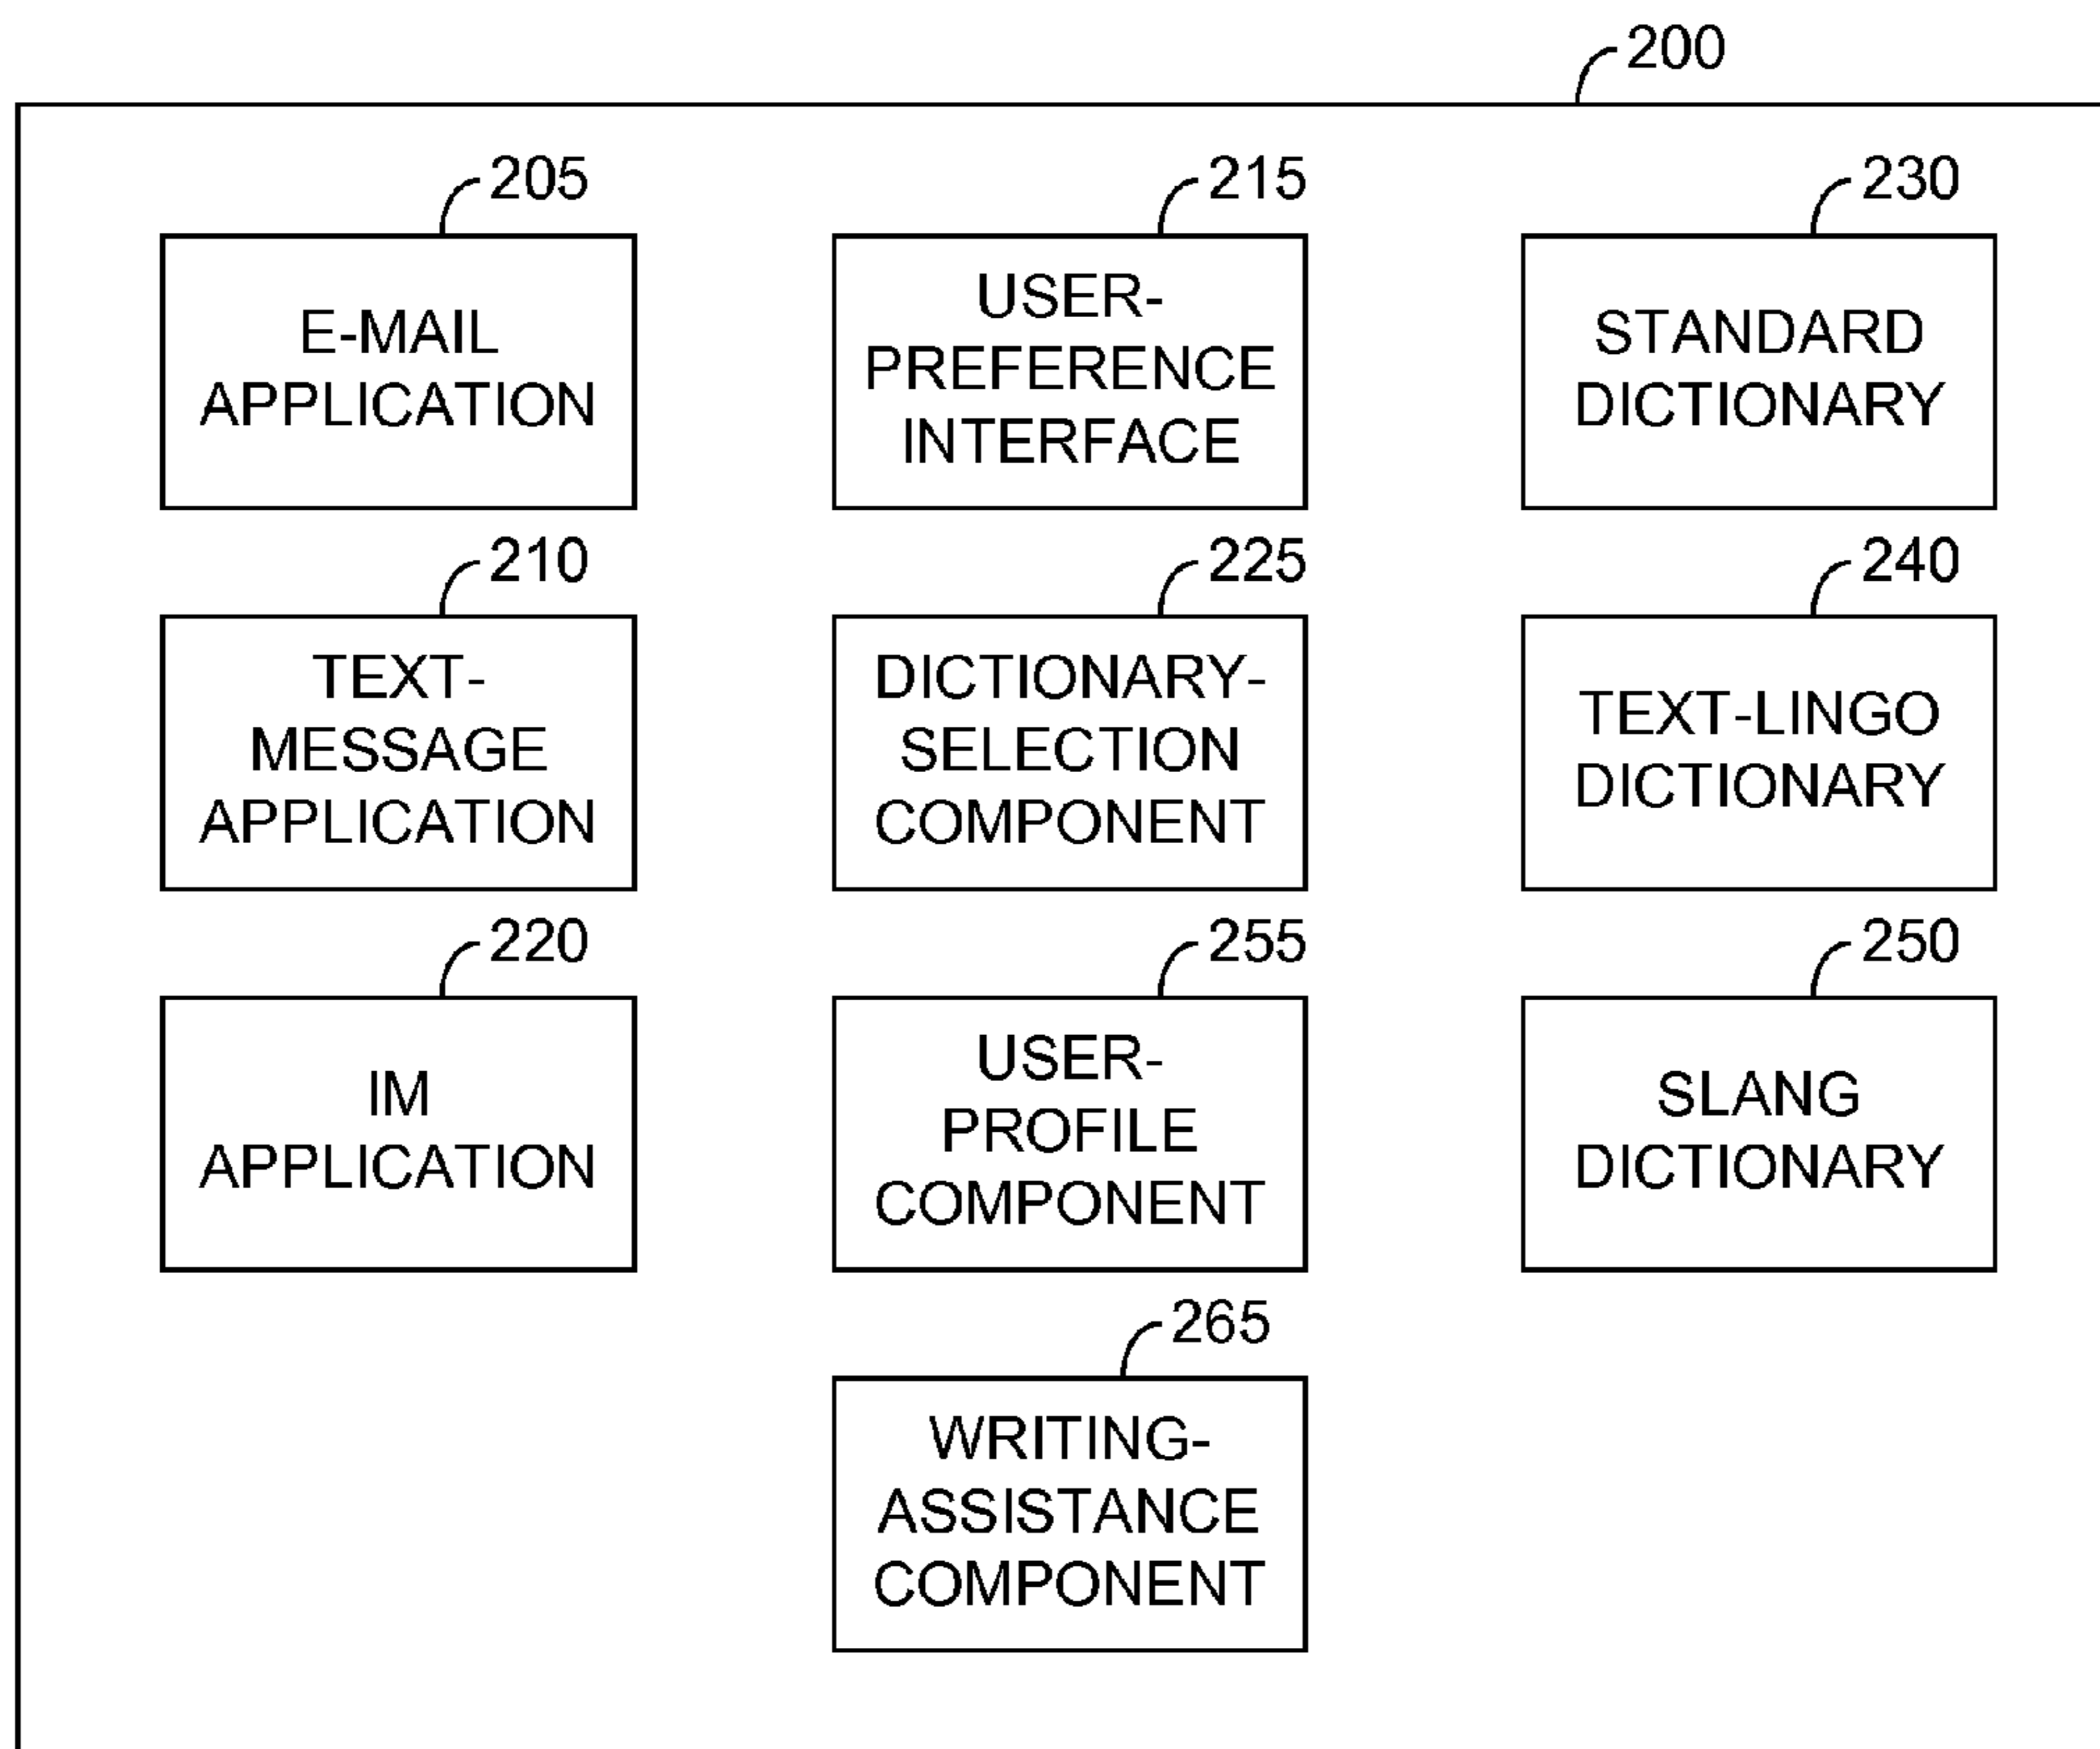 200
205
E-MAIL
APPLICATION
215
USER-
PREFERENCE
INTERFACE
230
STANDARD
DICTIONARY
210
TEXT-
MESSAGE
APPLICATION
225
DICTIONARY-
SELECTION
COMPONENT
240
TEXT-LINGO
DICTIONARY
220
IM
APPLICATION
255
USER-
PROFILE
COMPONENT
250
SLANG
DICTIONARY
265
WRITING-
ASSISTANCE
COMPONENT